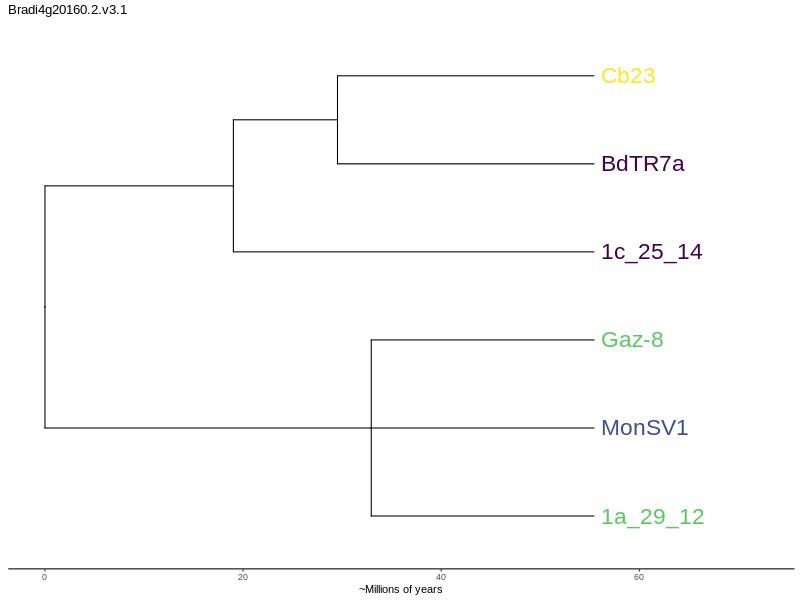 Bradi4g20160.2.v3.1
Cb23
BdTR7a
1c_25_14
Gaz-8
MonSV1
1a_29_12
0 20 40 60
~Millions of years